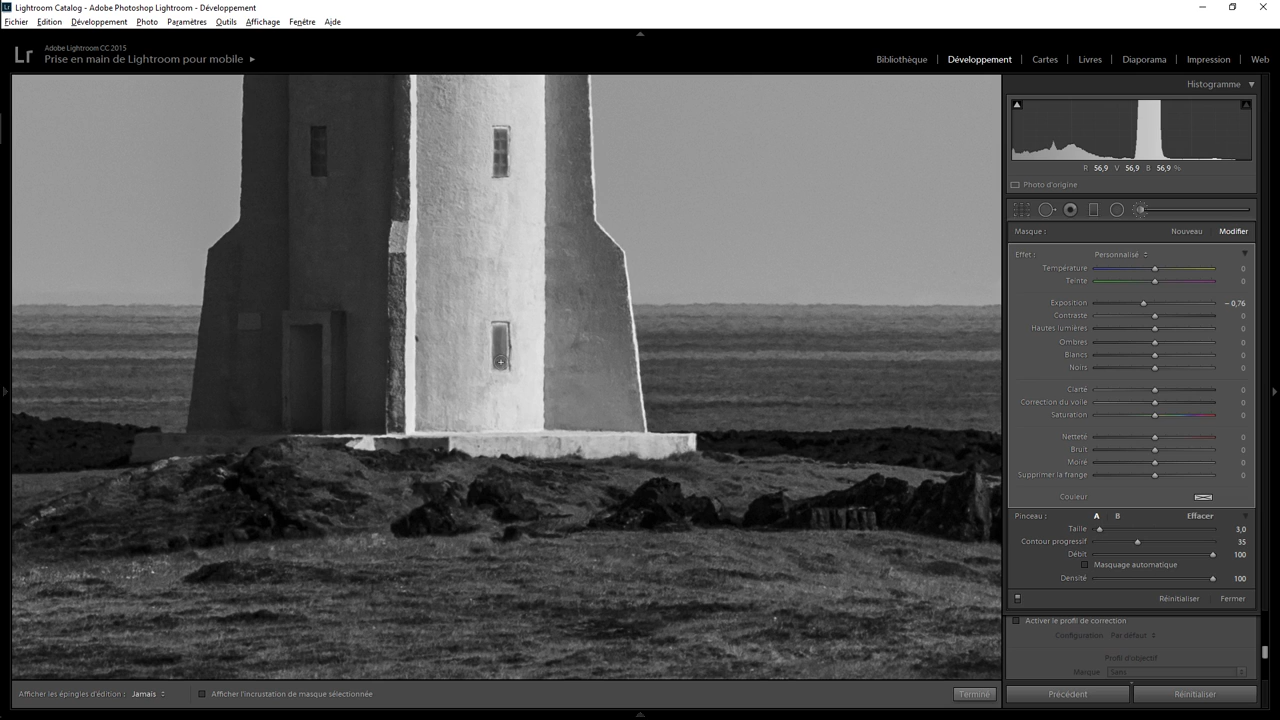 Lightroom Catalog - Adobe Photoshop Lightroom - Développement
Fichier Edition Développement Photo Paramètres Outils Affichage Fenêtre Aide
Lr
Adobe Lightroom CC 2015
Prise en main de Lightroom pour mobile
Bibliothèque | Développement | Cartes | Livres | Diaporama | Impression | Web
Histogramme
R 56,9 V 56,9 B 56,9 %
Photo d'origine
Masque : Nouveau Modifier
Effet : Personnalisé
Température 0
Teinte 0
Exposition – 0,76
Contraste 0
Hautes lumières 0
Ombres 0
Blancs 0
Noirs 0
Clarté 0
Correction du voile 0
Saturation 0
Netteté 0
Bruit 0
Moiré 0
Supprimer la frange 0
Couleur
Pinceau : A B Effacer
Taille 3,0
Contour progressif 35
Débit 100
Masquage automatique
Densité 100
Réinitialiser Fermer
Activer le profil de correction
Configuration Par défaut
Profil d'objectif
Marque Sans
Afficher les épingles d'édition : Jamais Afficher l'incrustation de masque sélectionnée Terminé
Précédent Réinitialiser